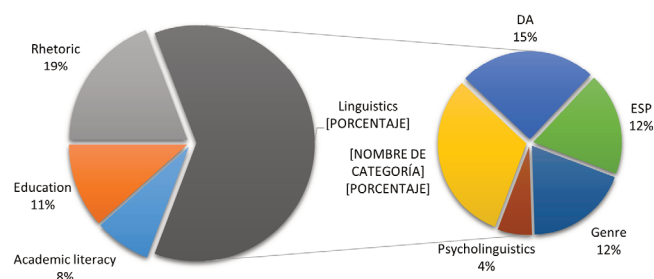 Rhetoric
19%
Education
11%
Academic literacy
8%
Linguistics
[PORCENTAJE]
[NOMBRE DE
CATEGORÍA]
[PORCENTAJE]
DA
15%
ESP
12%
Genre
12%
Psycholinguistics
4%